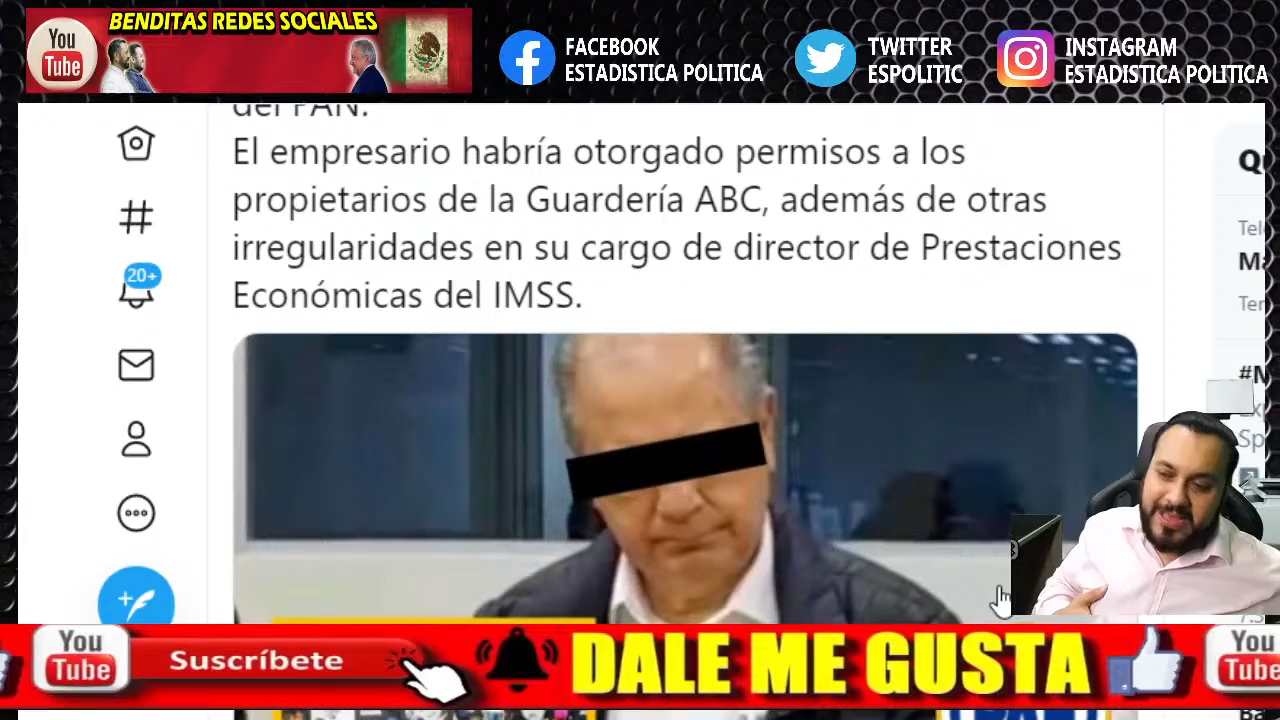 BENDITAS REDES SOCIALES
You
Tube
FACEBOOK
ESTADISTICA POLITICA
TWITTER
ESPOLITIC
INSTAGRAM
ESTADISTICA POLITICA
del PAN.
El empresario habría otorgado permisos a los
propietarios de la Guardería ABC, además de otras
irregularidades en su cargo de director de Prestaciones
Económicas del IMSS.
20+
You
Tube
Suscríbete
DALE ME GUSTA
You
Tube